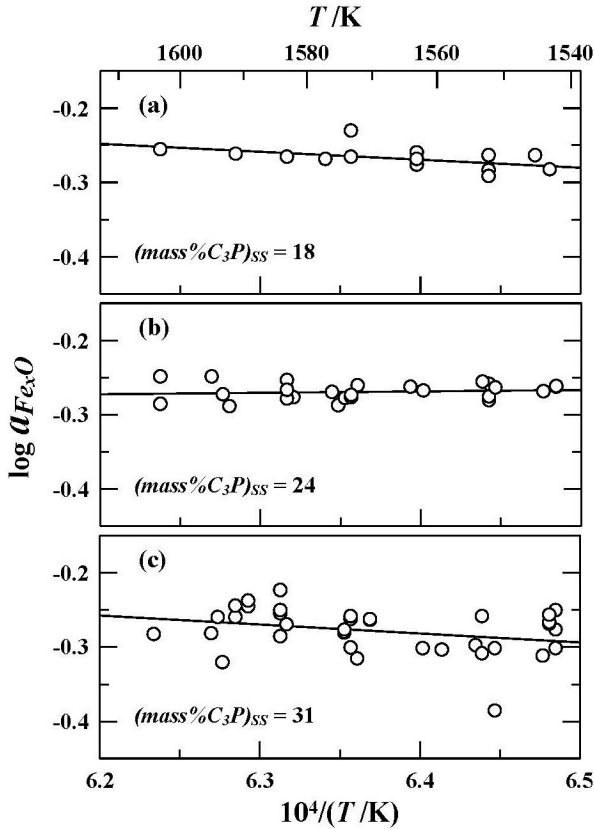 T /K
1600 1580 1560 1540
(a)
-0.2
-0.3
-0.4
(mass%C₃P)SS = 18
(b)
-0.2
-0.3
-0.4
(mass%C₃P)SS = 24
log aFexO
(c)
-0.2
-0.3
-0.4
(mass%C₃P)SS = 31
6.2 6.3 6.4 6.5
10⁴/(T /K)